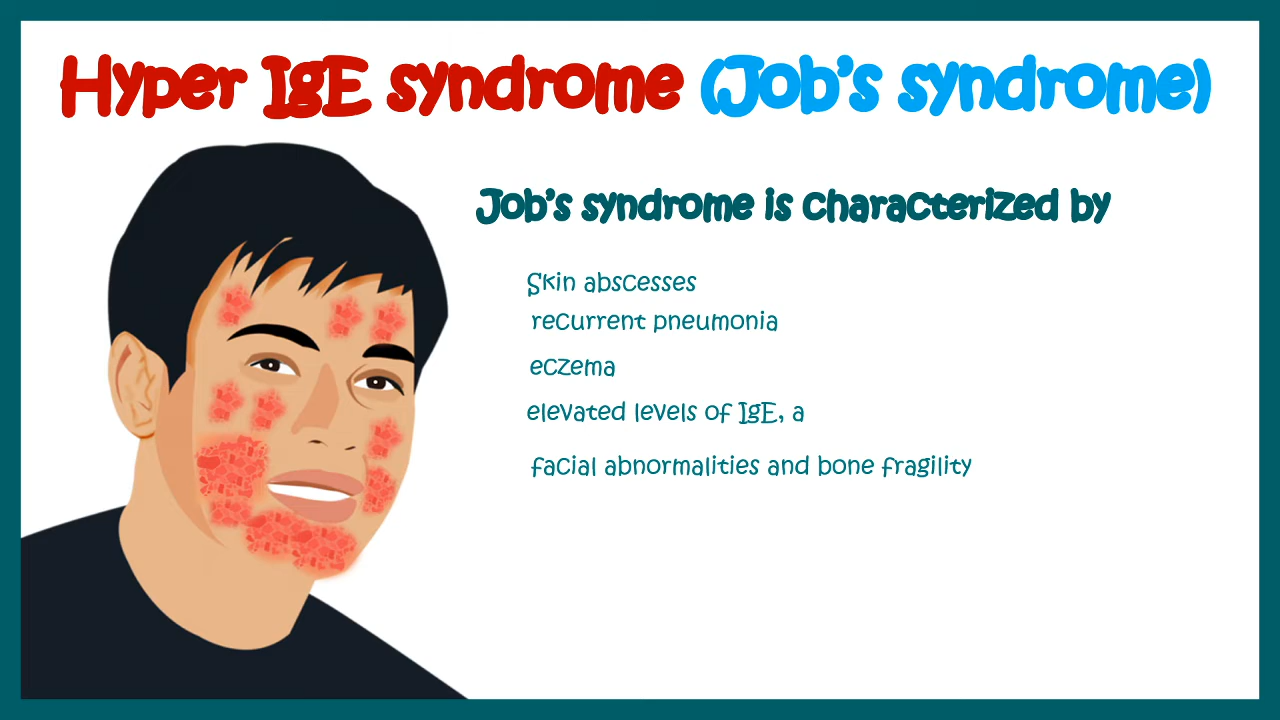 Hyper IgE syndrome (Job's syndrome)
Job's syndrome is characterized by
Skin abscesses
recurrent pneumonia
eczema
elevated levels of IgE, a
facial abnormalities and bone fragility